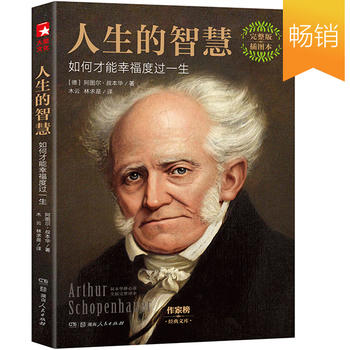 畅销
人生的智慧
如何才能幸福度过一生
完整版
插图本
[德] 阿图尔·叔本华/著
木云 林求是/译
人生的智慧
如何才能幸福度过一生
阿图尔·叔本华/著
木云 林求是/译
Arthur
Schopenhauer
作家榜
经典文库
湖南人民出版社